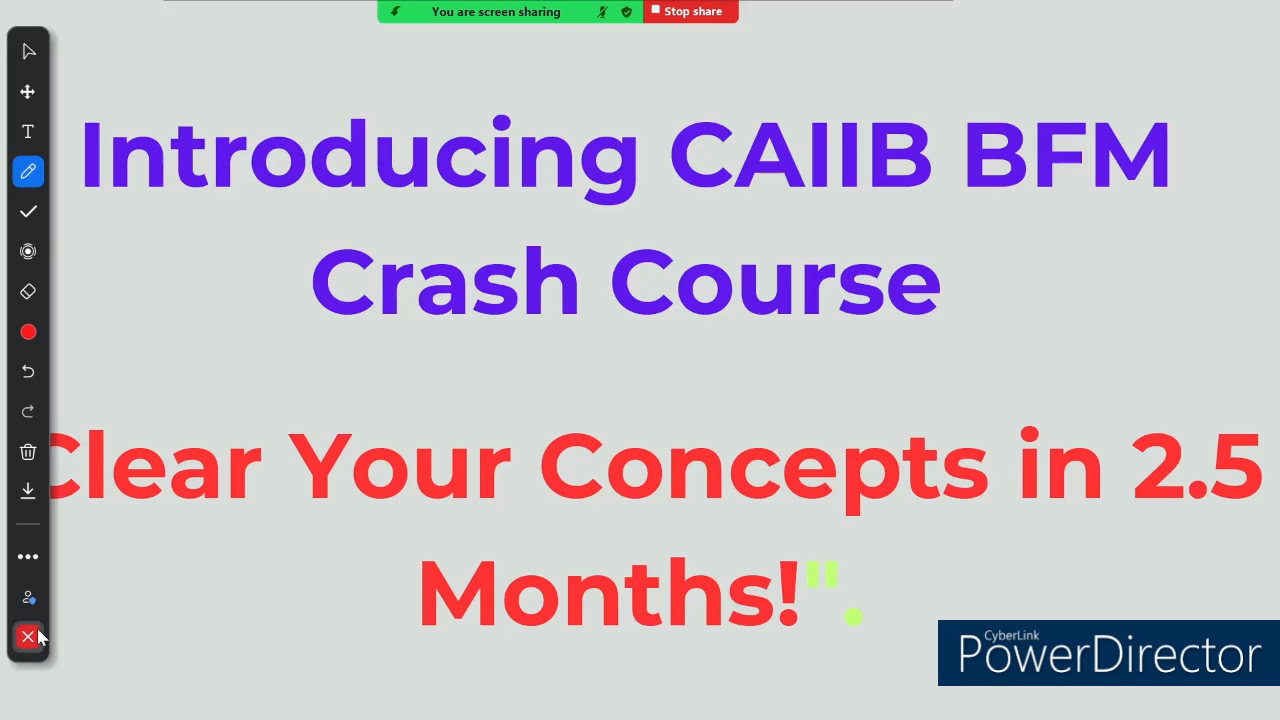 You are screen sharing
Stop share
T
Introducing CAIIB BFM
Crash Course
Clear Your Concepts in 2.5
Months!".
CyberLink
PowerDirector